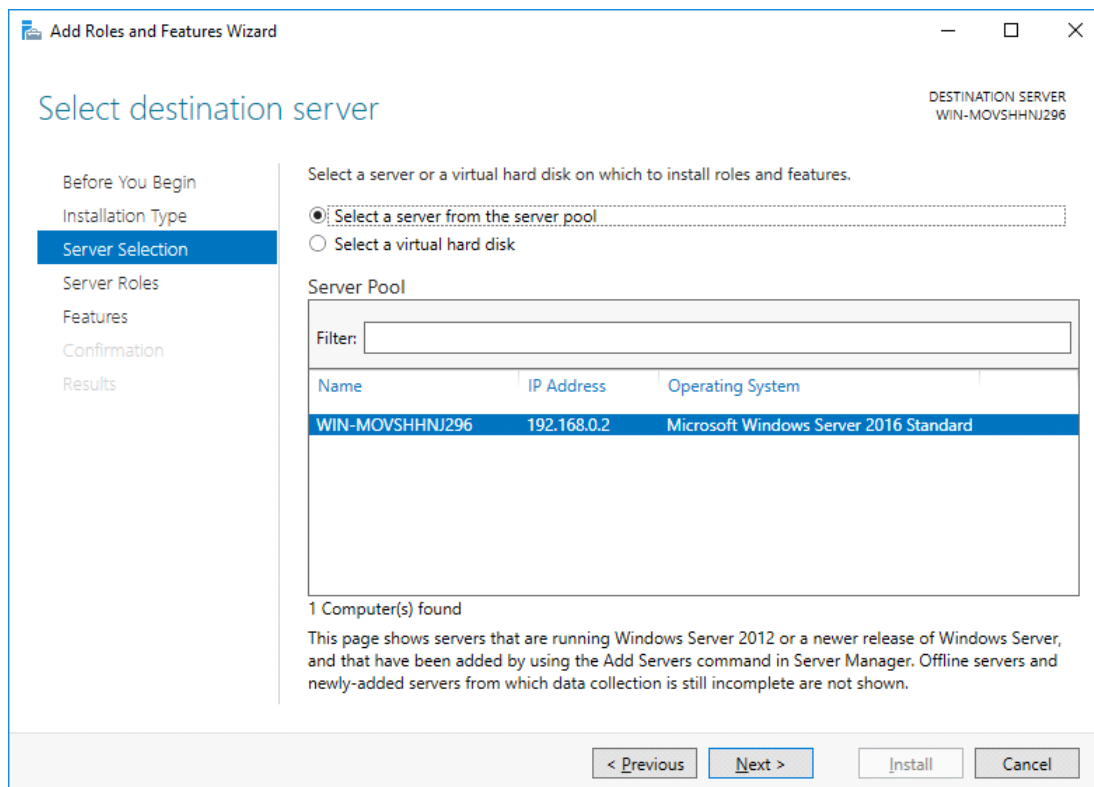 Add Roles and Features Wizard
Select destination server
DESTINATION SERVER
WIN-MOVSHHNJ296
Before You Begin
Installation Type
Server Selection
Server Roles
Features
Confirmation
Results
Select a server or a virtual hard disk on which to install roles and features.
Select a server from the server pool
Select a virtual hard disk
Server Pool
Filter:
Name IP Address Operating System
WIN-MOVSHHNJ296 192.168.0.2 Microsoft Windows Server 2016 Standard
1 Computer(s) found
This page shows servers that are running Windows Server 2012 or a newer release of Windows Server,
and that have been added by using the Add Servers command in Server Manager. Offline servers and
newly-added servers from which data collection is still incomplete are not shown.
< Previous Next > Install Cancel